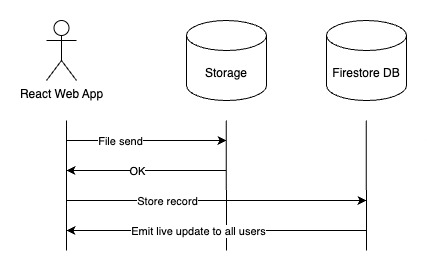 React Web App
Storage
Firestore DB
File send
OK
Store record
Emit live update to all users